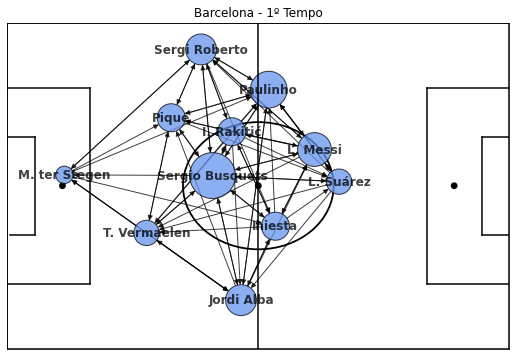 Barcelona - 1º Tempo
Sergi Roberto
Paulinho
Piqué
I. Rakitic
L. Messi
M. ter Stegen
Sergio Busquets
L. Suárez
Iniesta
T. Vermaelen
Jordi Alba